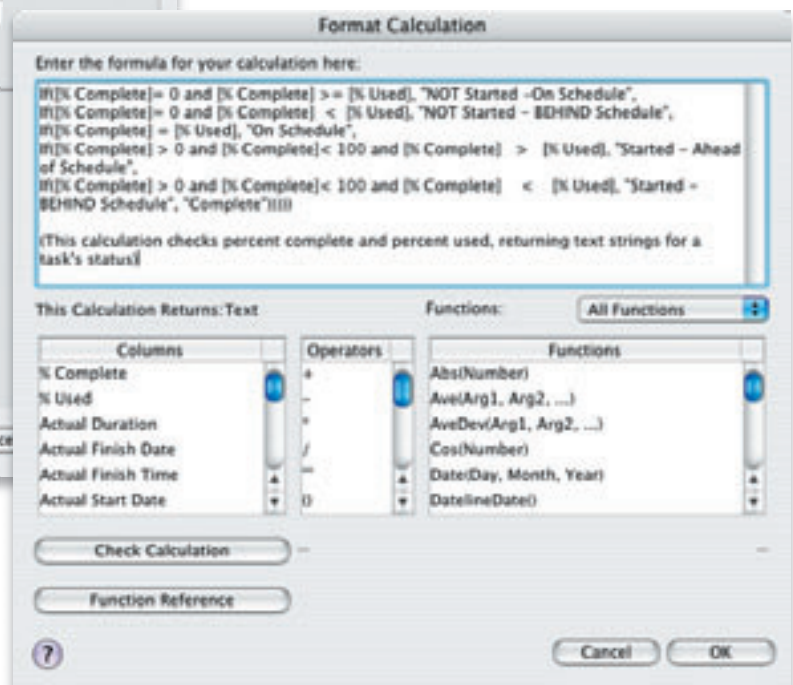 Format Calculation
Enter the formula for your calculation here:
If([% Complete]= 0 and [% Complete] >= [% Used], "NOT Started -On Schedule",
If([% Complete]= 0 and [% Complete] < [% Used], "NOT Started - BEHIND Schedule",
If([% Complete] = [% Used], "On Schedule",
If([% Complete] > 0 and [% Complete]< 100 and [% Complete] > [% Used], "Started - Ahead
of Schedule",
If([% Complete] > 0 and [% Complete]< 100 and [% Complete] < [% Used], "Started -
BEHIND Schedule", "Complete")))))
(This calculation checks percent complete and percent used, returning text strings for a
task's status)
This Calculation Returns:Text
Functions:
All Functions
Columns
% Complete
% Used
Actual Duration
Actual Finish Date
Actual Finish Time
Actual Start Date
Operators
+
-
*
/
^
()
Functions
Abs(Number)
Ave(Arg1, Arg2, ...)
AveDev(Arg1, Arg2, ...)
Cos(Number)
Date(Day, Month, Year)
DatelineDate()
ce
Check Calculation
--
--
Function Reference
?
Cancel
OK